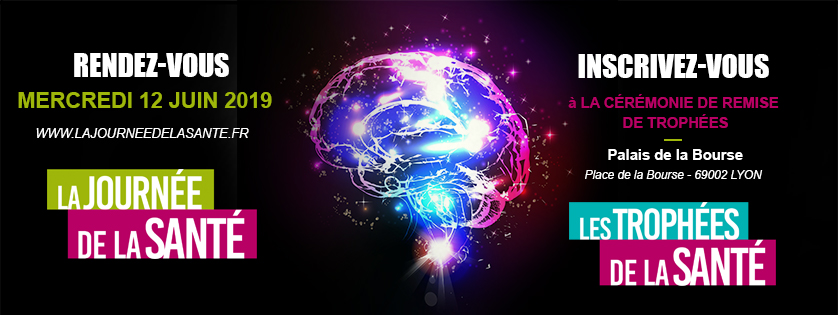 RENDEZ-VOUS
MERCREDI 12 JUIN 2019
WWW.LAJOURNEEDELASANTE.FR
LA JOURNÉE
DE LA SANTÉ
INSCRIVEZ-VOUS
à LA CÉRÉMONIE DE REMISE
DE TROPHÉES
Palais de la Bourse
Place de la Bourse - 69002 LYON
LES TROPHÉES
DE LA SANTÉ